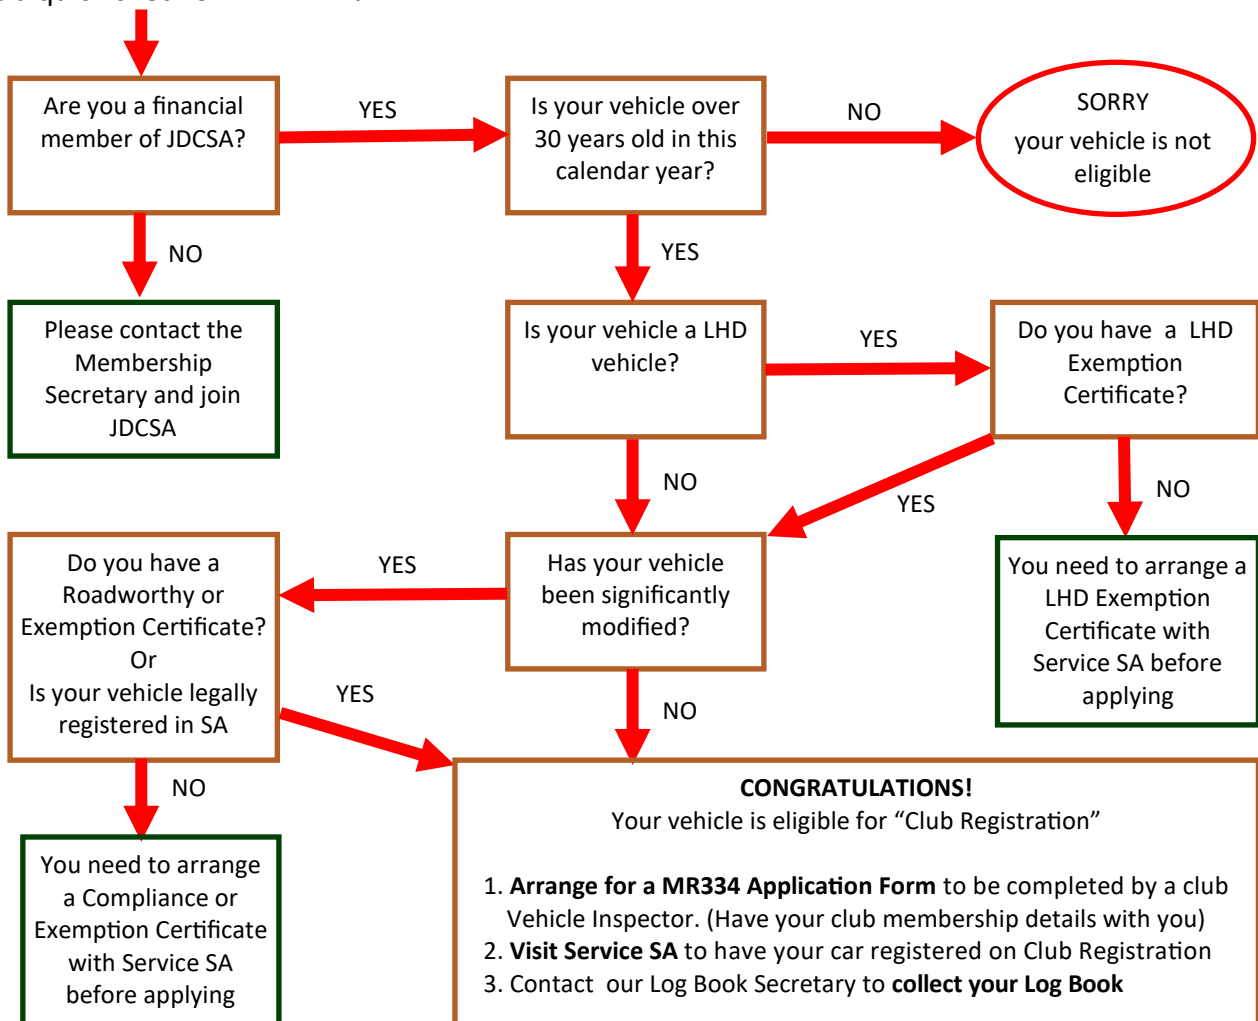 Are you a financial
member of JDCSA?
YES
Is your vehicle over
30 years old in this
calendar year?
NO
SORRY
your vehicle is not
eligible
NO
YES
Please contact the
Membership
Secretary and join
JDCSA
Is your vehicle a LHD
vehicle?
YES
Do you have  a  LHD
Exemption
Certificate?
NO
YES
NO
Do you have a
Roadworthy or
Exemption Certificate?
Or
Is your vehicle legally
registered in SA
YES
Has your vehicle
been significantly
modified?
You need to arrange a
LHD Exemption
Certificate with
Service SA before
applying
YES
NO
NO
You need to arrange
a Compliance or
Exemption Certificate
with Service SA
before applying
CONGRATULATIONS!
Your vehicle is eligible for “Club Registration”
1. Arrange for a MR334 Application Form to be completed by a club
Vehicle Inspector. (Have your club membership details with you)
2. Visit Service SA to have your car registered on Club Registration
3. Contact  our Log Book Secretary to collect your Log Book